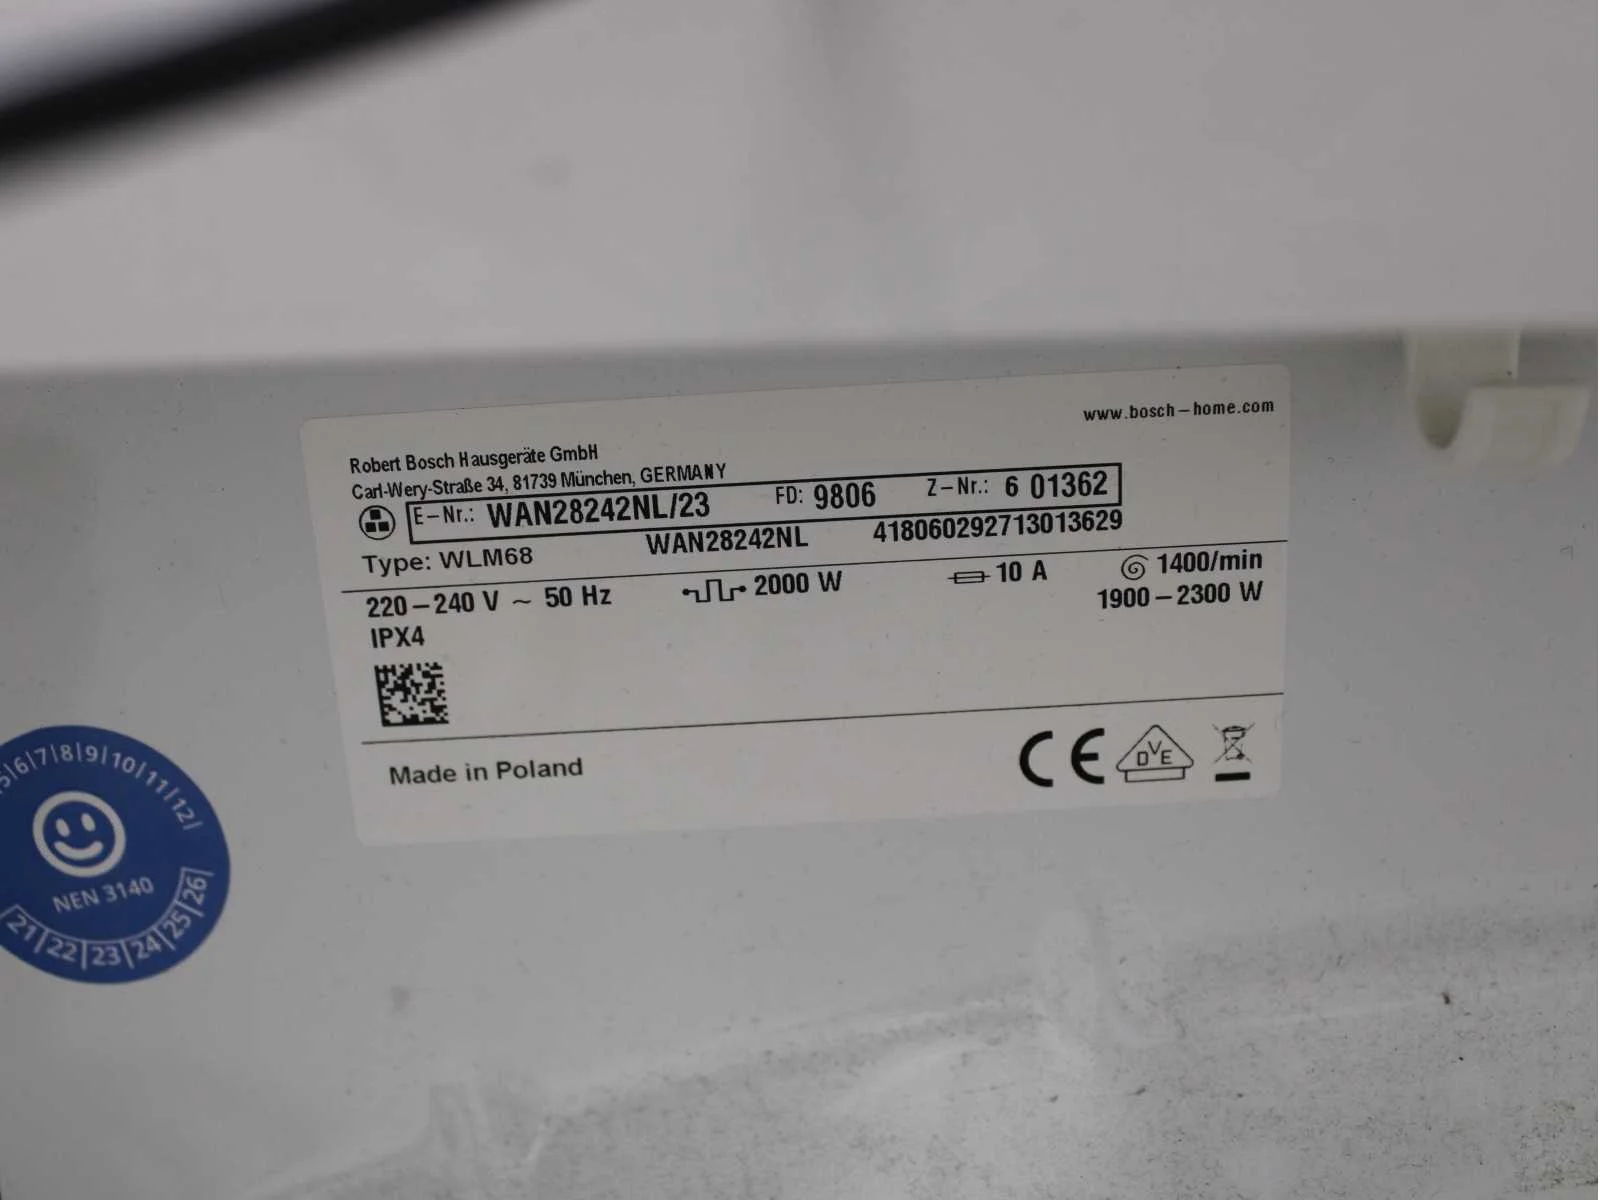 www.bosch-home.com
Robert Bosch Hausgeräte GmbH
Carl-Wery-Straße 34, 81739 München, GERMANY
E-Nr.: WAN28242NL/23 FD: 9806 Z-Nr.: 6 01362
Type: WLM68 WAN28242NL 418060292713013629
220-240 V ~ 50 Hz 2000 W 10 A 1400/min
IPX4 1900-2300 W
Made in Poland CE DVE
6|7|8|9|10|11|12|
NEN 3140
21|22|23|24|25|26|